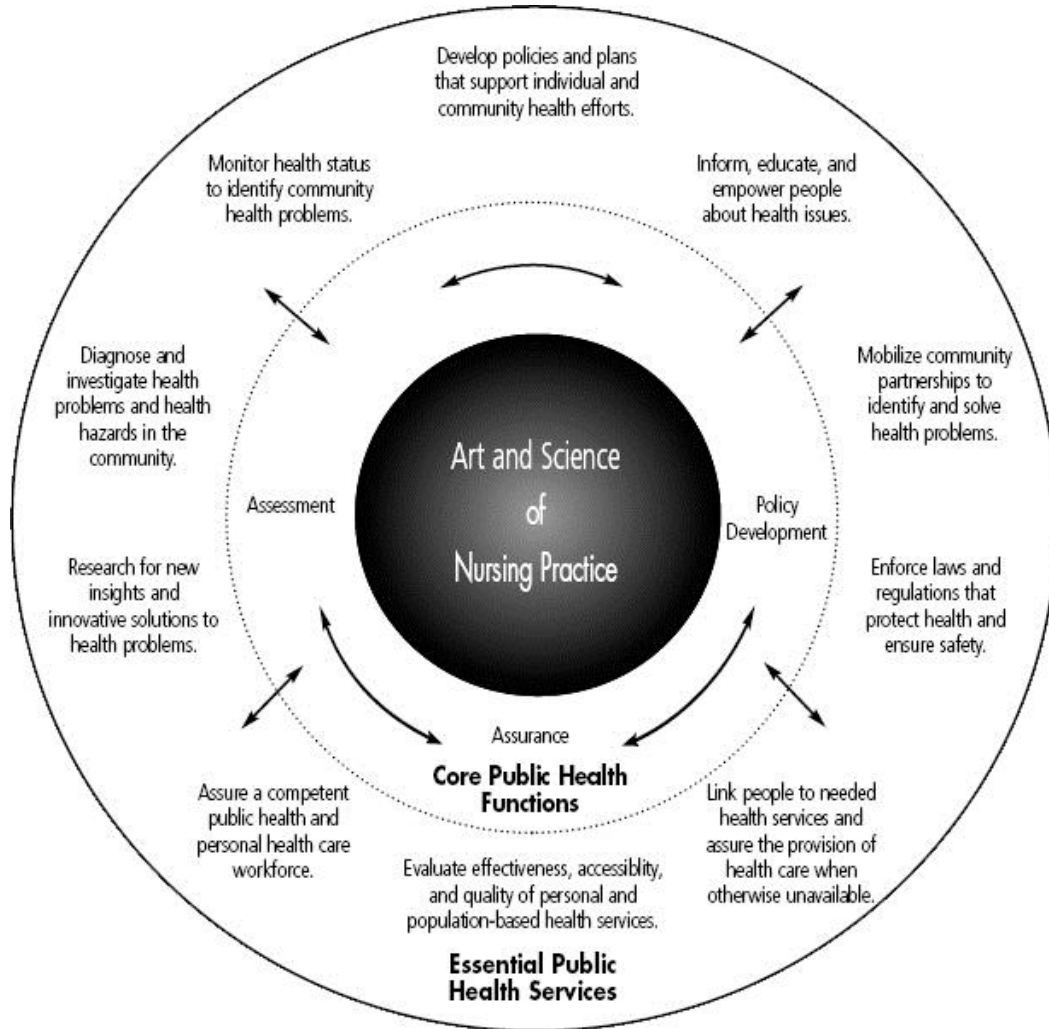 Develop policies and plans
that support individual and
community health efforts.
Monitor health status
to identify community
health problems.
Inform, educate, and
empower people
about health issues.
Diagnose and
investigate health
problems and health
hazards in the
community.
Mobilize community
partnerships to
identify and solve
health problems.
Art and Science
of
Nursing Practice
Assessment
Policy
Development
Research for new
insights and
innovative solutions to
health problems.
Enforce laws and
regulations that
protect health and
ensure safety.
Assurance
Core Public Health
Functions
Assure a competent
public health and
personal health care
workforce.
Link people to needed
health services and
assure the provision of
health care when
otherwise unavailable.
Evaluate effectiveness, accessiblity,
and quality of personal and
population-based health services.
Essential Public
Health Services